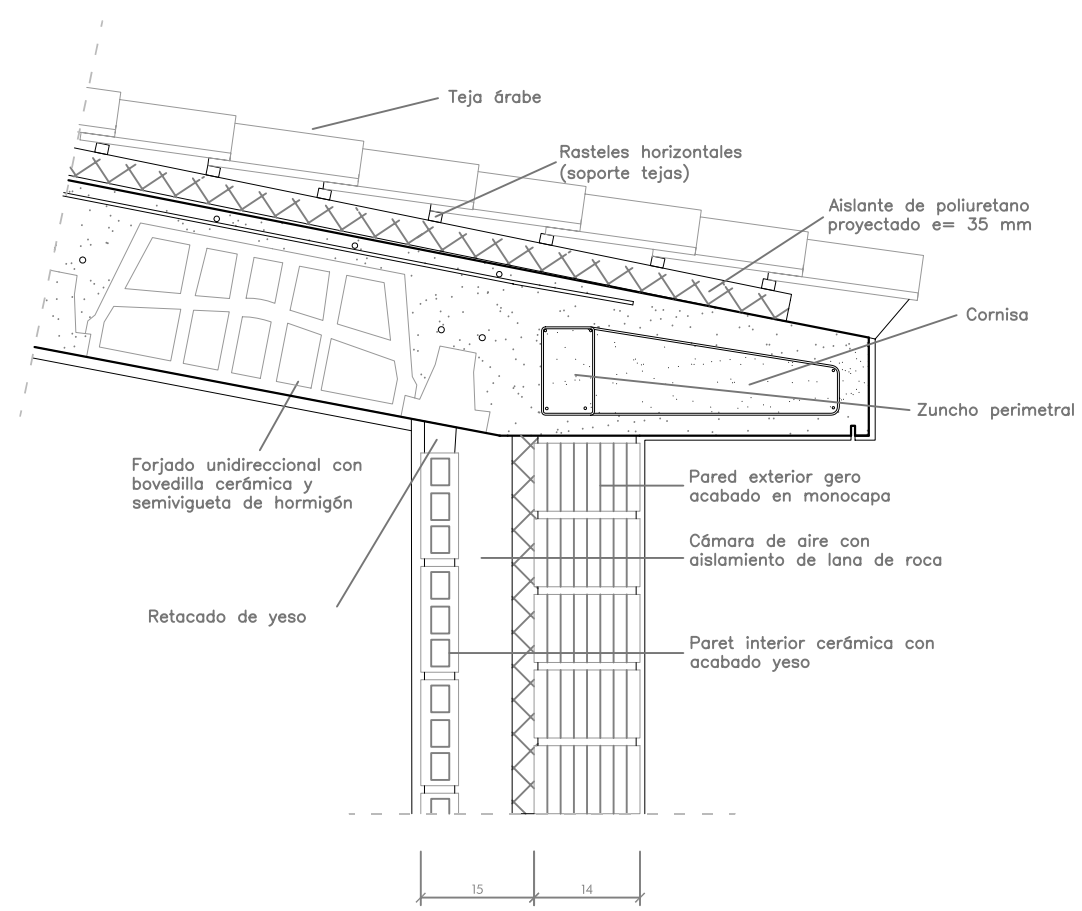 Teja árabe
Rasteles horizontales
(soporte tejas)
Aislante de poliuretano
proyectado e= 35 mm
Cornisa
Zuncho perimetral
Forjado unidireccional con
bovedilla cerámica y
semivigueta de hormigón
Pared exterior gero
acabado en monocapa
Cámara de aire con
aislamiento de lana de roca
Retacado de yeso
Paret interior cerámica con
acabado yeso
15
14